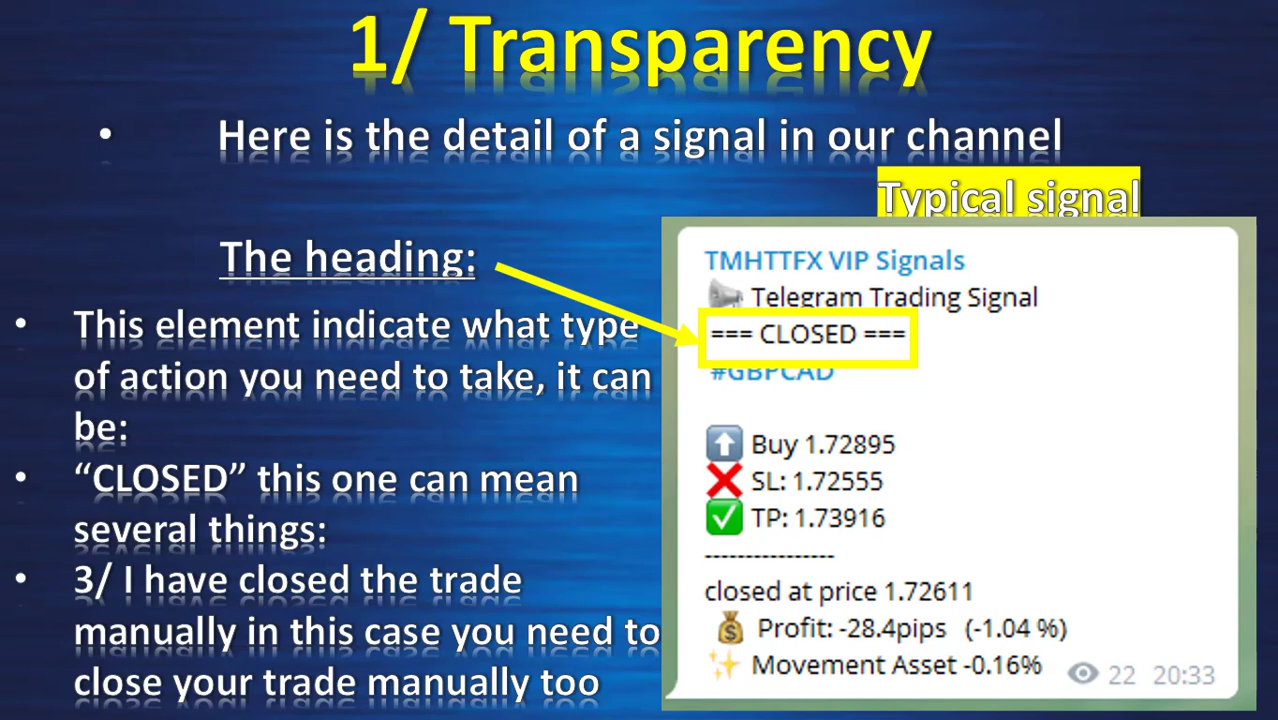 1/ Transparency
• Here is the detail of a signal in our channel
Typical signal
The heading:
• This element indicate what type
of action you need to take, it can
be:
• “CLOSED” this one can mean
several things:
• 3/ I have closed the trade
manually in this case you need to
close your trade manually too
TMHTTFX VIP Signals
Telegram Trading Signal
=== CLOSED ===
#GBPCAD
Buy 1.72895
SL: 1.72555
TP: 1.73916
----------------
closed at price 1.72611
Profit: -28.4pips (-1.04 %)
Movement Asset -0.16%
22 20:33